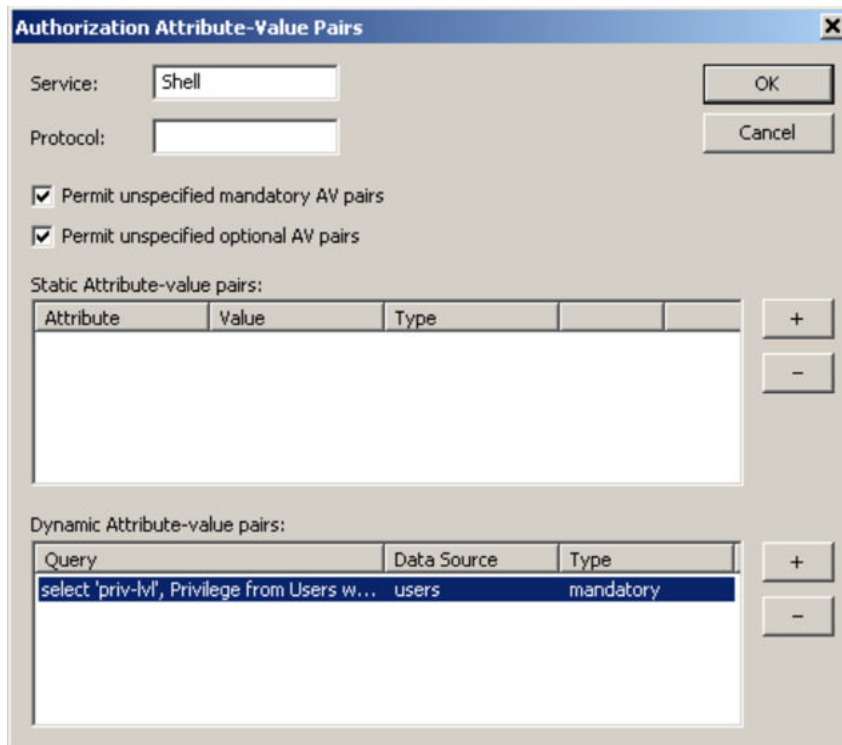 Authorization Attribute-Value Pairs
Service: Shell OK
Protocol: Cancel
Permit unspecified mandatory AV pairs
Permit unspecified optional AV pairs
Static Attribute-value pairs:
Attribute Value Type
+
-
Dynamic Attribute-value pairs:
Query Data Source Type +
select 'priv-lvl', Privilege from Users w... users mandatory
-